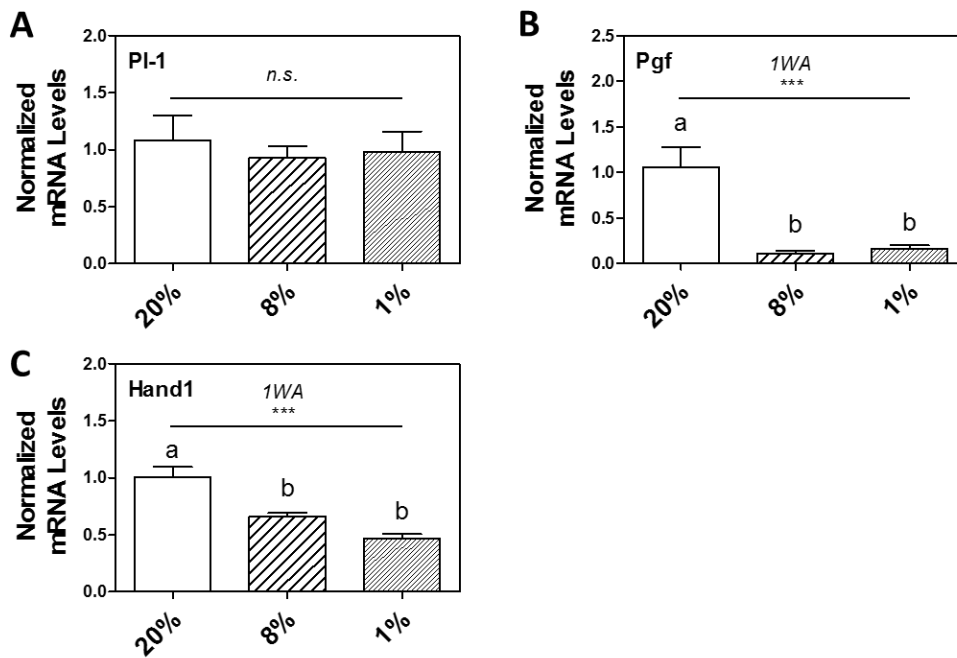 A
Normalized
mRNA Levels
2.0
1.5
1.0
0.5
0.0
Pl-1
n.s.
20%
8%
1%
B
Normalized
mRNA Levels
2.5
2.0
1.5
1.0
0.5
0.0
Pgf
1WA
***
a
b
b
20%
8%
1%
C
Normalized
mRNA Levels
2.0
1.5
1.0
0.5
0.0
Hand1
1WA
***
a
b
b
20%
8%
1%